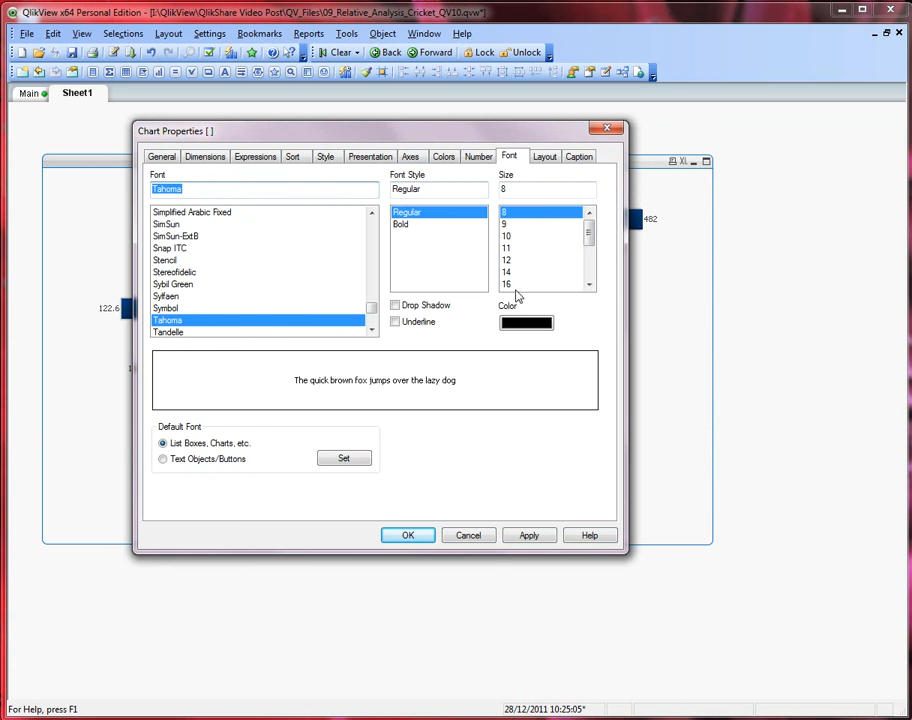 QlikView x64 Personal Edition - [I:\QlikView\QlikShare Video Post\QV_Files\09_Relative_Analysis_Cricket_QV10.qvw*]
File Edit View Selections Layout Settings Bookmarks Reports Tools Object Window Help
Clear Back Forward Lock Unlock
Main Sheet1
Chart Properties [ ]
General Dimensions Expressions Sort Style Presentation Axes Colors Number Font Layout Caption
XL
Font Font Style Size
Tahoma Regular 8
Simplified Arabic Fixed Regular 8
SimSun Bold 9
SimSun-ExtB 10
Snap ITC 11
Stencil 12
Stereofidelic 14
Sybil Green 16
Sylfaen
Symbol
Tahoma
Tandelle
Drop Shadow Color
Underline
482
122.6
1
The quick brown fox jumps over the lazy dog
Default Font
List Boxes, Charts, etc.
Text Objects/Buttons Set
OK Cancel Apply Help
For Help, press F1 28/12/2011 10:25:05*